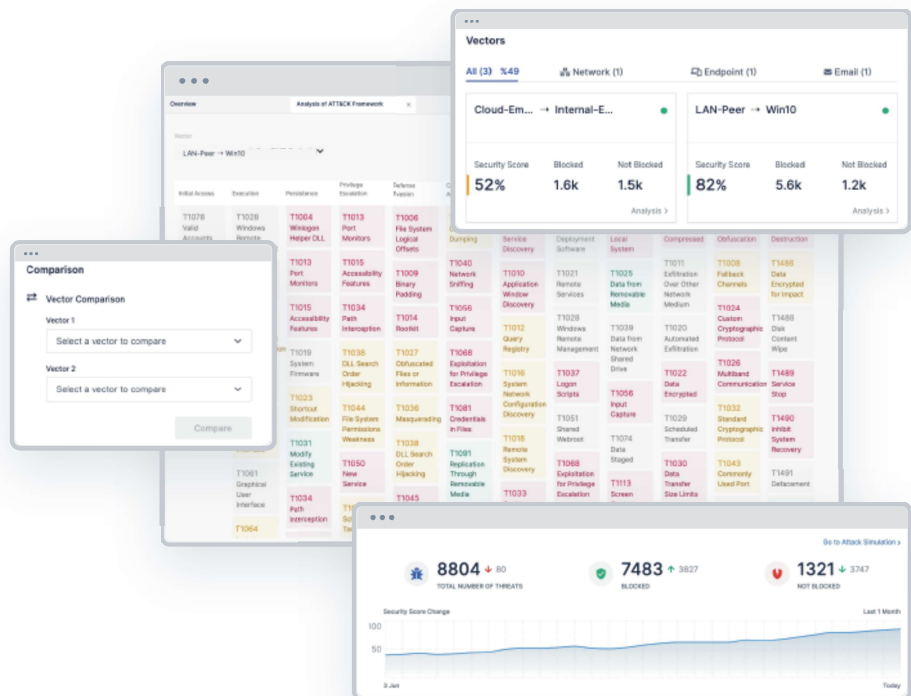 Vectors
All (3) %49
Network (1)
Endpoint (1)
Email (1)
Cloud-Em... → Internal-E...
Security Score
Blocked
Not Blocked
52%
1.6k
1.5k
Analysis >
LAN-Peer → Win10
Security Score
Blocked
Not Blocked
82%
5.6k
1.2k
Analysis >
Overview
Analysis of ATT&CK Framework
×
Vector
LAN-Peer → Win10
Initial Access
Execution
Persistence
Privilege
Escalation
Defense
Evasion
T1078
Valid
Accounts
T1028
Windows
Remote
T1061
Graphical
User
Interface
T1064
T1004
Winlogon
Helper DLL
T1013
Port
Monitors
T1015
Accessibility
Features
T1019
System
Firmware
T1023
Shortcut
Modification
T1031
Modify
Existing
Service
T1034
Path
Interception
T1013
Port
Monitors
T1015
Accessibility
Features
T1034
Path
Interception
T1038
DLL Search
Order
Hijacking
T1044
File System
Permissions
Weakness
T1050
New
Service
T1006
File System
Logical
Offsets
T1009
Binary
Padding
T1014
Rootkit
T1027
Obfuscated
Files or
Information
T1036
Masquerading
T1038
DLL Search
Order
Hijacking
T1045
Dumping
T1040
Network
Sniffing
T1056
Input
Capture
T1068
Exploitation
for Privilege
Escalation
T1081
Credentials
in Files
T1091
Replication
Through
Removable
Media
Service
Discovery
T1010
Application
Window
Discovery
T1012
Query
Registry
T1016
System
Network
Configuration
Discovery
T1018
Remote
System
Discovery
T1033
Deployment
Software
T1021
Remote
Services
T1028
Windows
Remote
Management
T1037
Logon
Scripts
T1051
Shared
Webroot
T1068
Exploitation
for Privilege
Escalation
Local
System
T1025
Data from
Removable
Media
T1039
Data from
Network
Shared
Drive
T1056
Input
Capture
T1074
Data
Staged
T1113
Screen
Compressed
T1011
Exfiltration
Over Other
Network
Medium
T1020
Automated
Exfiltration
T1022
Data
Encrypted
T1029
Scheduled
Transfer
T1030
Data
Transfer
Size Limits
Obfuscation
T1008
Fallback
Channels
T1024
Custom
Cryptographic
Protocol
T1026
Multiband
Communication
T1032
Standard
Cryptographic
Protocol
T1043
Commonly
Used Port
Destruction
T1486
Data
Encrypted
for Impact
T1488
Disk
Content
Wipe
T1489
Service
Stop
T1490
Inhibit
System
Recovery
T1491
Defacement
Comparison
Vector Comparison
Vector 1
Select a vector to compare
Vector 2
Select a vector to compare
Compare
Go to Attack Simulation >
8804 ↓ 80
TOTAL NUMBER OF THREATS
7483 ↑ 3827
BLOCKED
1321 ↓ 3747
NOT BLOCKED
Security Score Change
Last 1 Month
100
50
3 Jun
Today